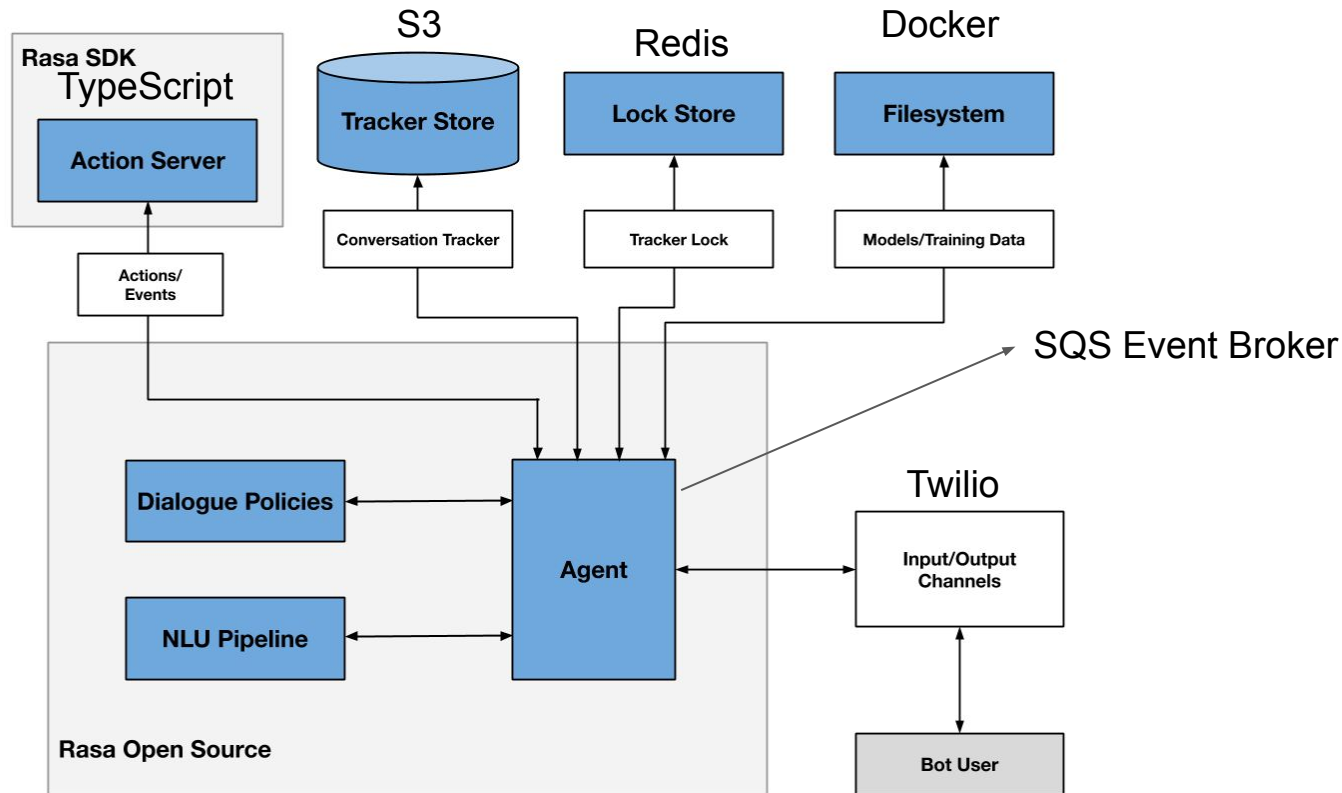 S3
Redis
Docker
Rasa SDK
TypeScript
Action Server
Tracker Store
Lock Store
Filesystem
Conversation Tracker
Tracker Lock
Models/Training Data
Actions/
Events
SQS Event Broker
Dialogue Policies
Agent
NLU Pipeline
Twilio
Input/Output
Channels
Rasa Open Source
Bot User